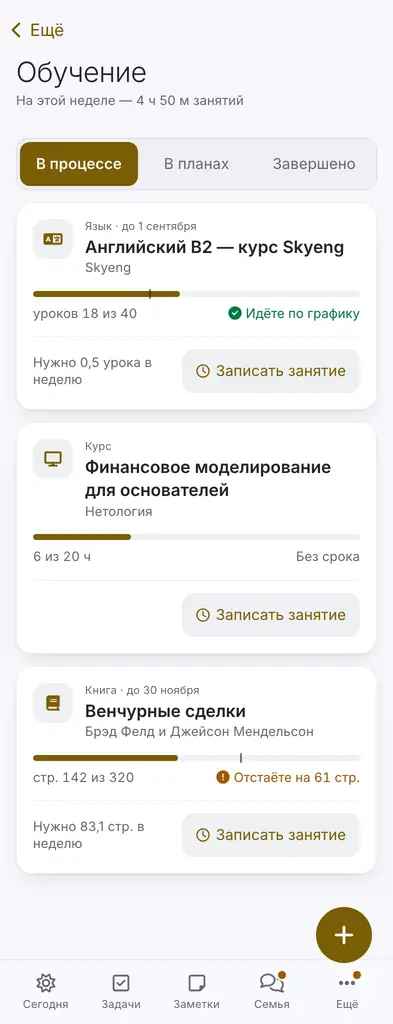 Ещё
Обучение
На этой неделе — 4 ч 50 м занятий
В процессе
В планах
Завершено
Язык · до 1 сентября
Английский B2 — курс Skyeng
Skyeng
уроков 18 из 40
Идёте по графику
Нужно 0,5 урока в
неделю
Записать занятие
Курс
Финансовое моделирование
для основателей
Нетология
6 из 20 ч
Без срока
Записать занятие
Книга · до 30 ноября
Венчурные сделки
Брэд Фелд и Джейсон Мендельсон
стр. 142 из 320
Отстаёте на 61 стр.
Нужно 83,1 стр. в
неделю
Записать занятие
Сегодня
Задачи
Заметки
Семья
Ещё